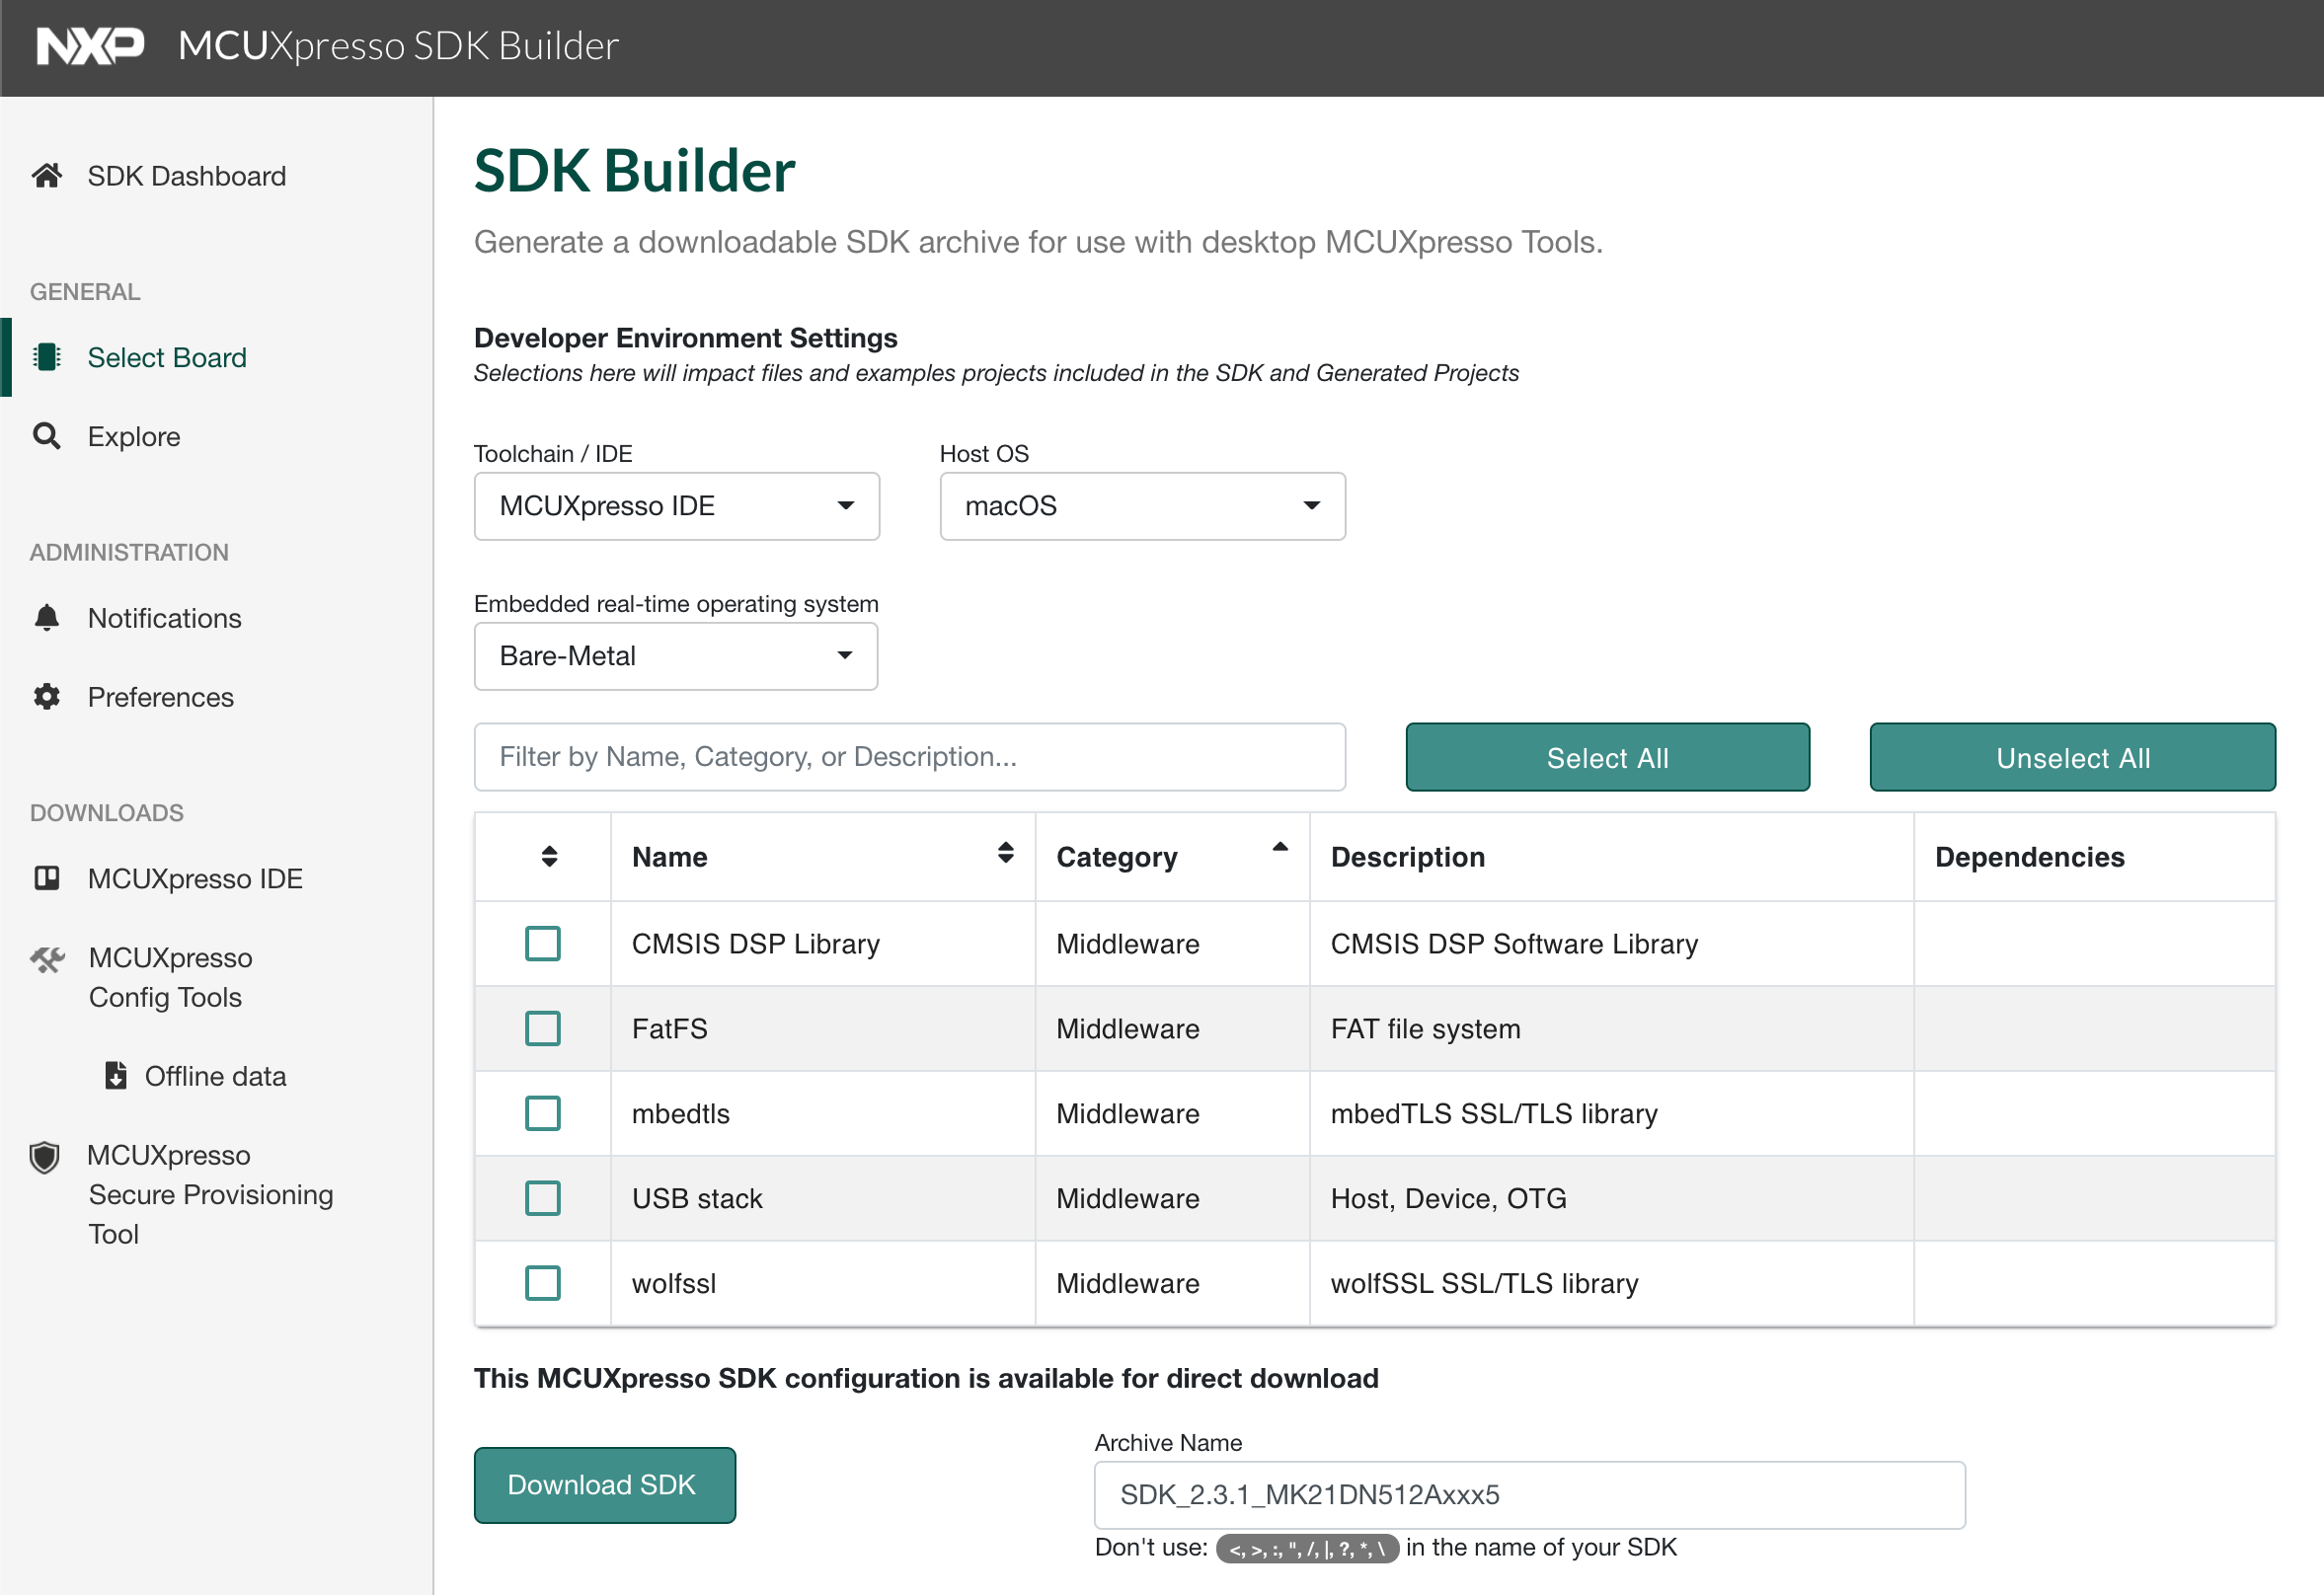 NXP MCUXpresso SDK Builder
SDK Dashboard
GENERAL
Select Board
Explore
ADMINISTRATION
Notifications
Preferences
DOWNLOADS
MCUXpresso IDE
MCUXpresso
Config Tools
Offline data
MCUXpresso
Secure Provisioning
Tool
SDK Builder
Generate a downloadable SDK archive for use with desktop MCUXpresso Tools.
Developer Environment Settings
Selections here will impact files and examples projects included in the SDK and Generated Projects
Toolchain / IDE
MCUXpresso IDE
Host OS
macOS
Embedded real-time operating system
Bare-Metal
Filter by Name, Category, or Description...
Select All
Unselect All
Name Category Description Dependencies
CMSIS DSP Library Middleware CMSIS DSP Software Library
FatFS Middleware FAT file system
mbedtls Middleware mbedTLS SSL/TLS library
USB stack Middleware Host, Device, OTG
wolfssl Middleware wolfSSL SSL/TLS library
This MCUXpresso SDK configuration is available for direct download
Download SDK
Archive Name
SDK_2.3.1_MK21DN512Axxx5
Don't use: <, >, :, ", /, |, ?, *, \ in the name of your SDK